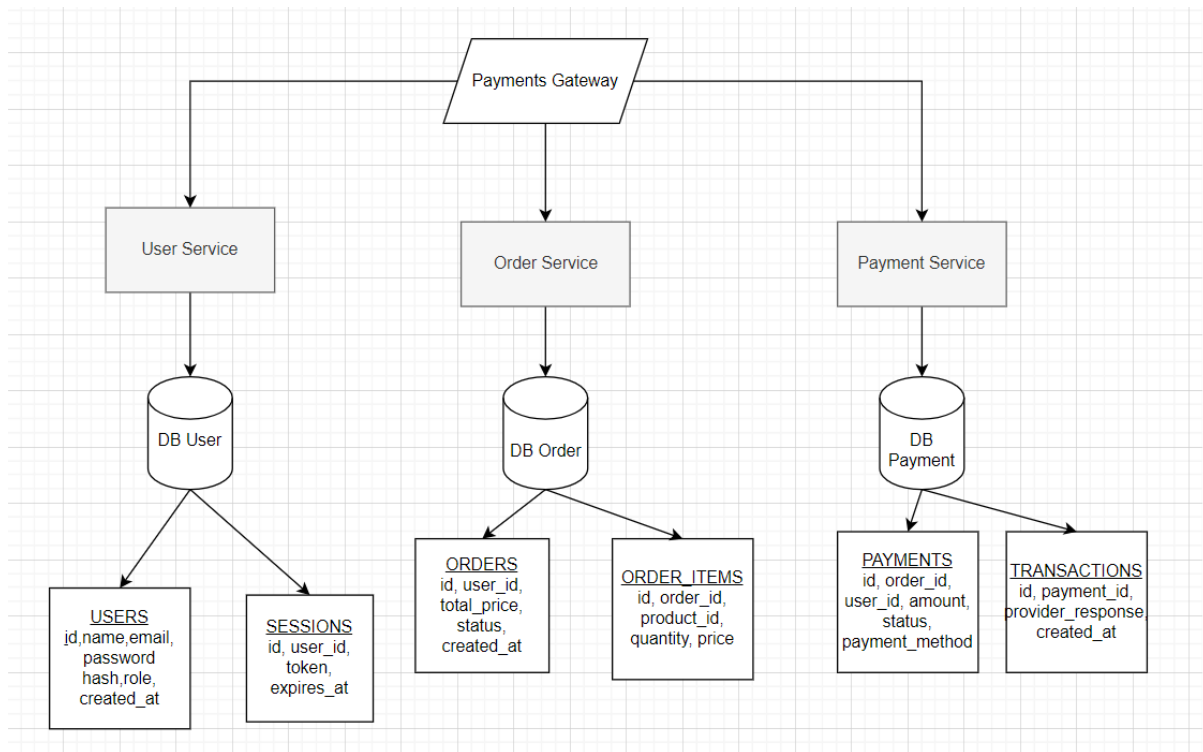 Payments Gateway
User Service
Order Service
Payment Service
DB User
DB Order
DB
Payment
USERS
id,name,email,
password
hash,role,
created_at
SESSIONS
id, user_id,
token,
expires_at
ORDERS
id, user_id,
total_price,
status,
created_at
ORDER_ITEMS
id, order_id,
product_id,
quantity, price
PAYMENTS
id, order_id,
user_id, amount,
status,
payment_method
TRANSACTIONS
id, payment_id,
provider_response,
created_at